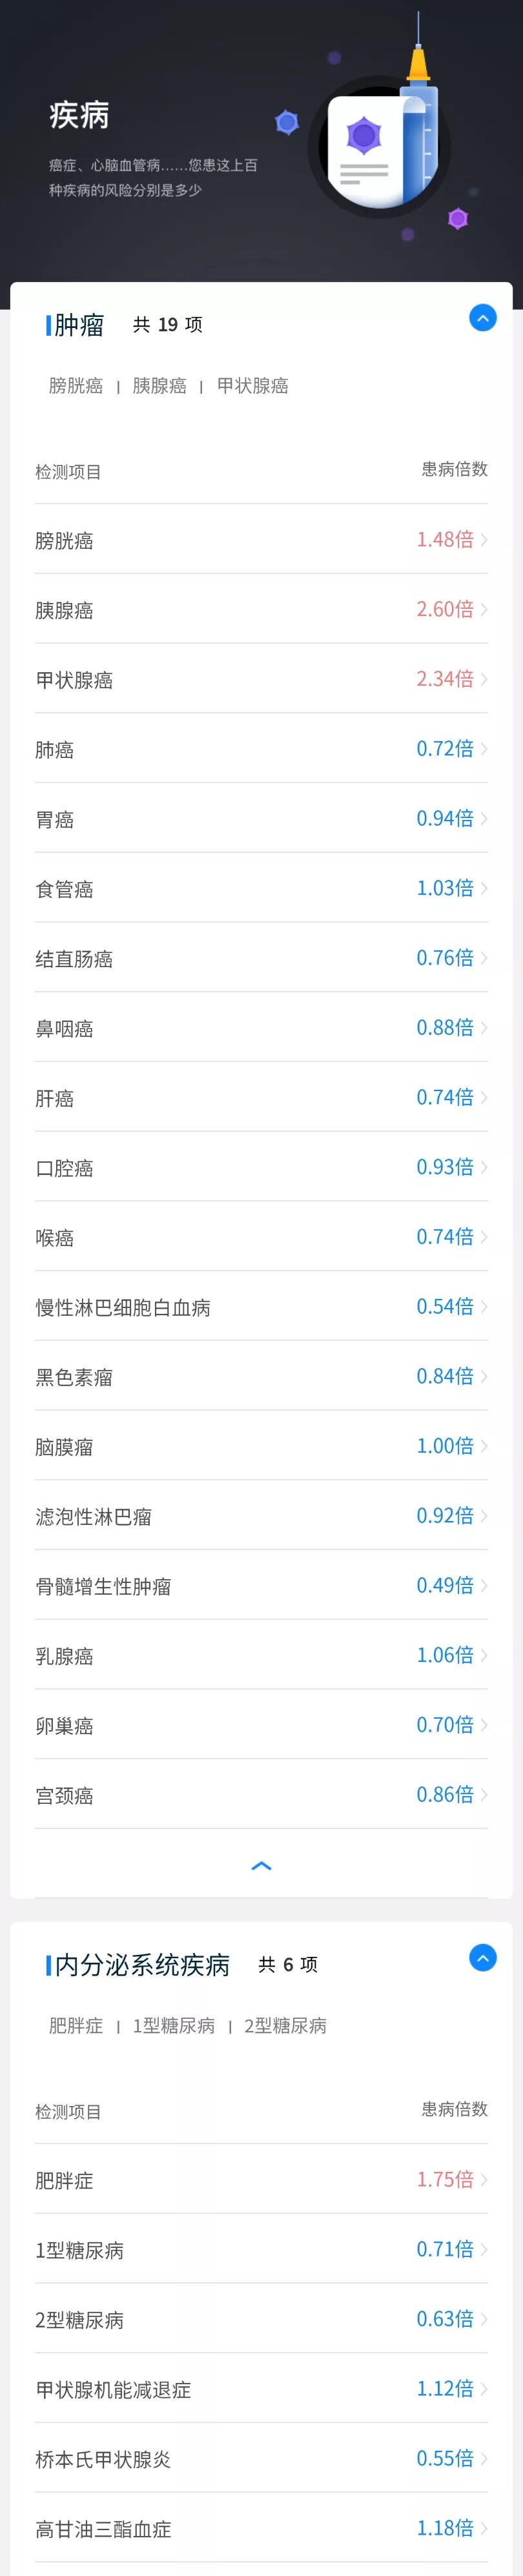 疾病
癌症、心脑血管病……您患这上百
种疾病的风险分别是多少
肿瘤 共 19 项
膀胱癌 | 胰腺癌 | 甲状腺癌
检测项目 患病倍数
膀胱癌 1.48倍
胰腺癌 2.60倍
甲状腺癌 2.34倍
肺癌 0.72倍
胃癌 0.94倍
食管癌 1.03倍
结直肠癌 0.76倍
鼻咽癌 0.88倍
肝癌 0.74倍
口腔癌 0.93倍
喉癌 0.74倍
慢性淋巴细胞白血病 0.54倍
黑色素瘤 0.84倍
脑膜瘤 1.00倍
滤泡性淋巴瘤 0.92倍
骨髓增生性肿瘤 0.49倍
乳腺癌 1.06倍
卵巢癌 0.70倍
宫颈癌 0.86倍
内分泌系统疾病 共 6 项
肥胖症 | 1型糖尿病 | 2型糖尿病
检测项目 患病倍数
肥胖症 1.75倍
1型糖尿病 0.71倍
2型糖尿病 0.63倍
甲状腺机能减退症 1.12倍
桥本氏甲状腺炎 0.55倍
高甘油三酯血症 1.18倍